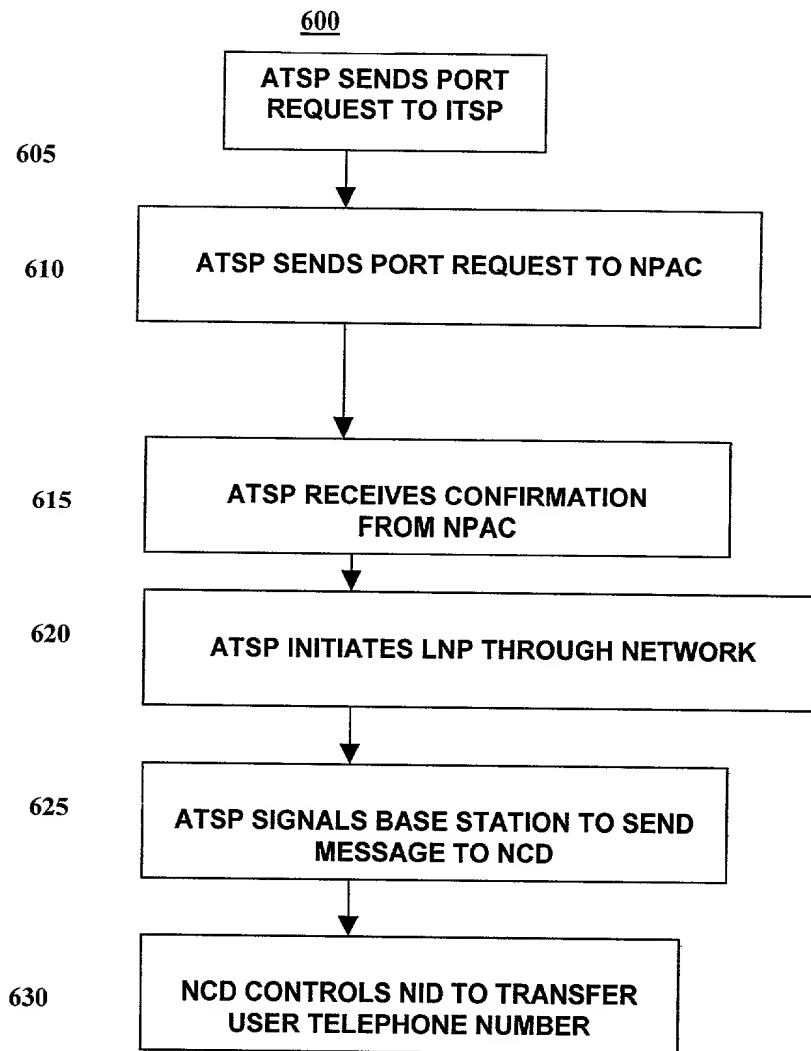 600
ATSP SENDS PORT
REQUEST TO ITSP
605
610
ATSP SENDS PORT REQUEST TO NPAC
615
ATSP RECEIVES CONFIRMATION
FROM NPAC
620
ATSP INITIATES LNP THROUGH NETWORK
625
ATSP SIGNALS BASE STATION TO SEND
MESSAGE TO NCD
630
NCD CONTROLS NID TO TRANSFER
USER TELEPHONE NUMBER